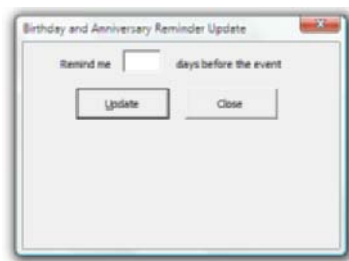 Birthday and Anniversary Reminder Update
Remind me days before the event
Update Close